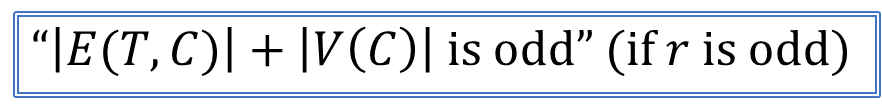 “|E(T, C)| + |V(C)| is odd” (if r is odd)